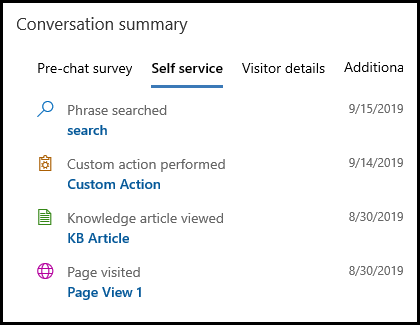 Conversation summary
Pre-chat survey Self service Visitor details Additiona
Phrase searched 9/15/2019
search
Custom action performed 9/14/2019
Custom Action
Knowledge article viewed 8/30/2019
KB Article
Page visited 8/30/2019
Page View 1